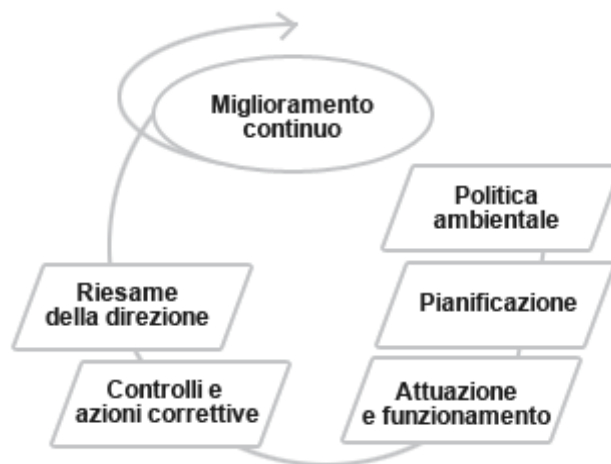 Miglioramento
continuo
Politica
ambientale
Pianificazione
Attuazione
e funzionamento
Controlli e
azioni correttive
Riesame
della direzione